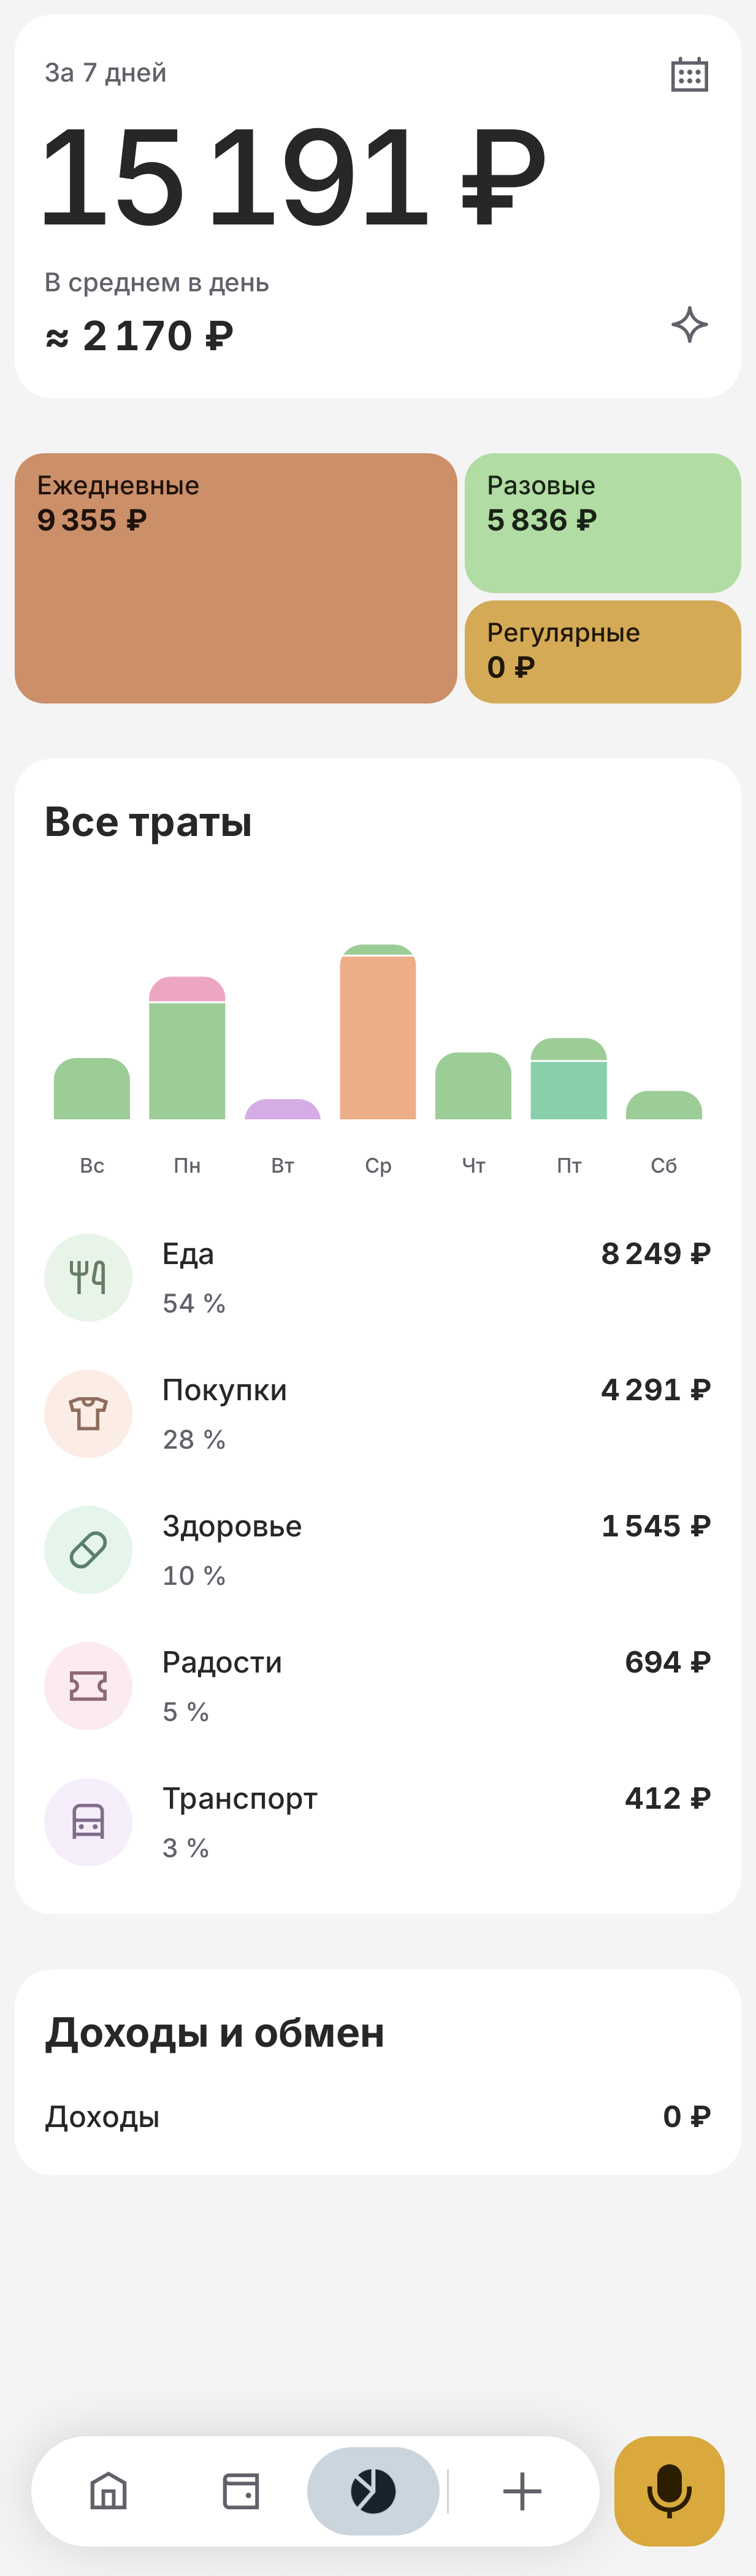 За 7 дней
15 191 ₽
В среднем в день
≈ 2 170 ₽
Ежедневные
9 355 ₽
Разовые
5 836 ₽
Регулярные
0 ₽
Все траты
Вс Пн Вт Ср Чт Пт Сб
Еда 8 249 ₽
54 %
Покупки 4 291 ₽
28 %
Здоровье 1 545 ₽
10 %
Радости 694 ₽
5 %
Транспорт 412 ₽
3 %
Доходы и обмен
Доходы 0 ₽